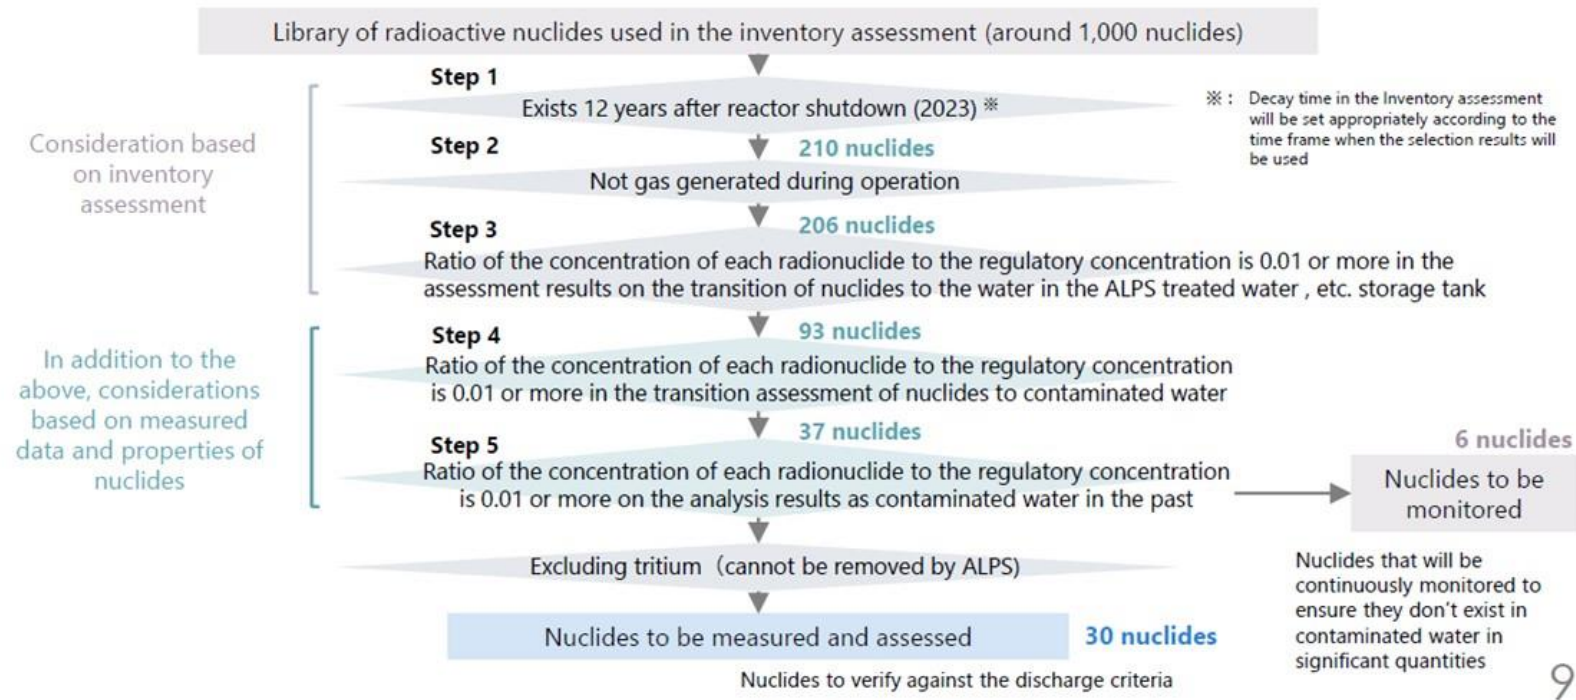 Library of radioactive nuclides used in the inventory assessment (around 1,000 nuclides)
Step 1
Exists 12 years after reactor shutdown (2023) ※
※ : Decay time in the Inventory assessment
will be set appropriately according to the
time frame when the selection results will
be used
Consideration based
on inventory
assessment
Step 2
210 nuclides
Not gas generated during operation
Step 3
206 nuclides
Ratio of the concentration of each radionuclide to the regulatory concentration is 0.01 or more in the
assessment results on the transition of nuclides to the water in the ALPS treated water , etc. storage tank
In addition to the
above, considerations
based on measured
data and properties of
nuclides
Step 4
93 nuclides
Ratio of the concentration of each radionuclide to the regulatory concentration
is 0.01 or more in the transition assessment of nuclides to contaminated water
Step 5
37 nuclides
Ratio of the concentration of each radionuclide to the regulatory concentration
is 0.01 or more on the analysis results as contaminated water in the past
6 nuclides
Nuclides to be
monitored
Nuclides that will be
continuously monitored to
ensure they don't exist in
contaminated water in
significant quantities
Excluding tritium（cannot be removed by ALPS)
Nuclides to be measured and assessed
30 nuclides
Nuclides to verify against the discharge criteria
9